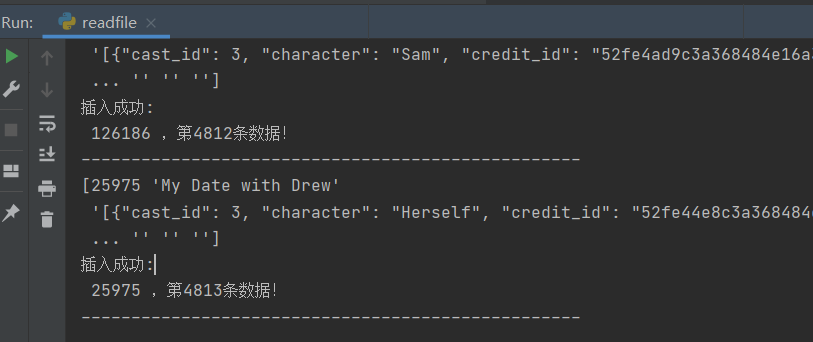 Run: readfile ×
'[{"cast_id": 3, "character": "Sam", "credit_id": "52fe4ad9c3a368484e16a
... '' '' '']
插入成功:
126186 , 第4812条数据!
--------------------------------------------------
[25975 'My Date with Drew'
'[{"cast_id": 3, "character": "Herself", "credit_id": "52fe44e8c3a368484
... '' '' '']
插入成功:
25975 , 第4813条数据!
--------------------------------------------------